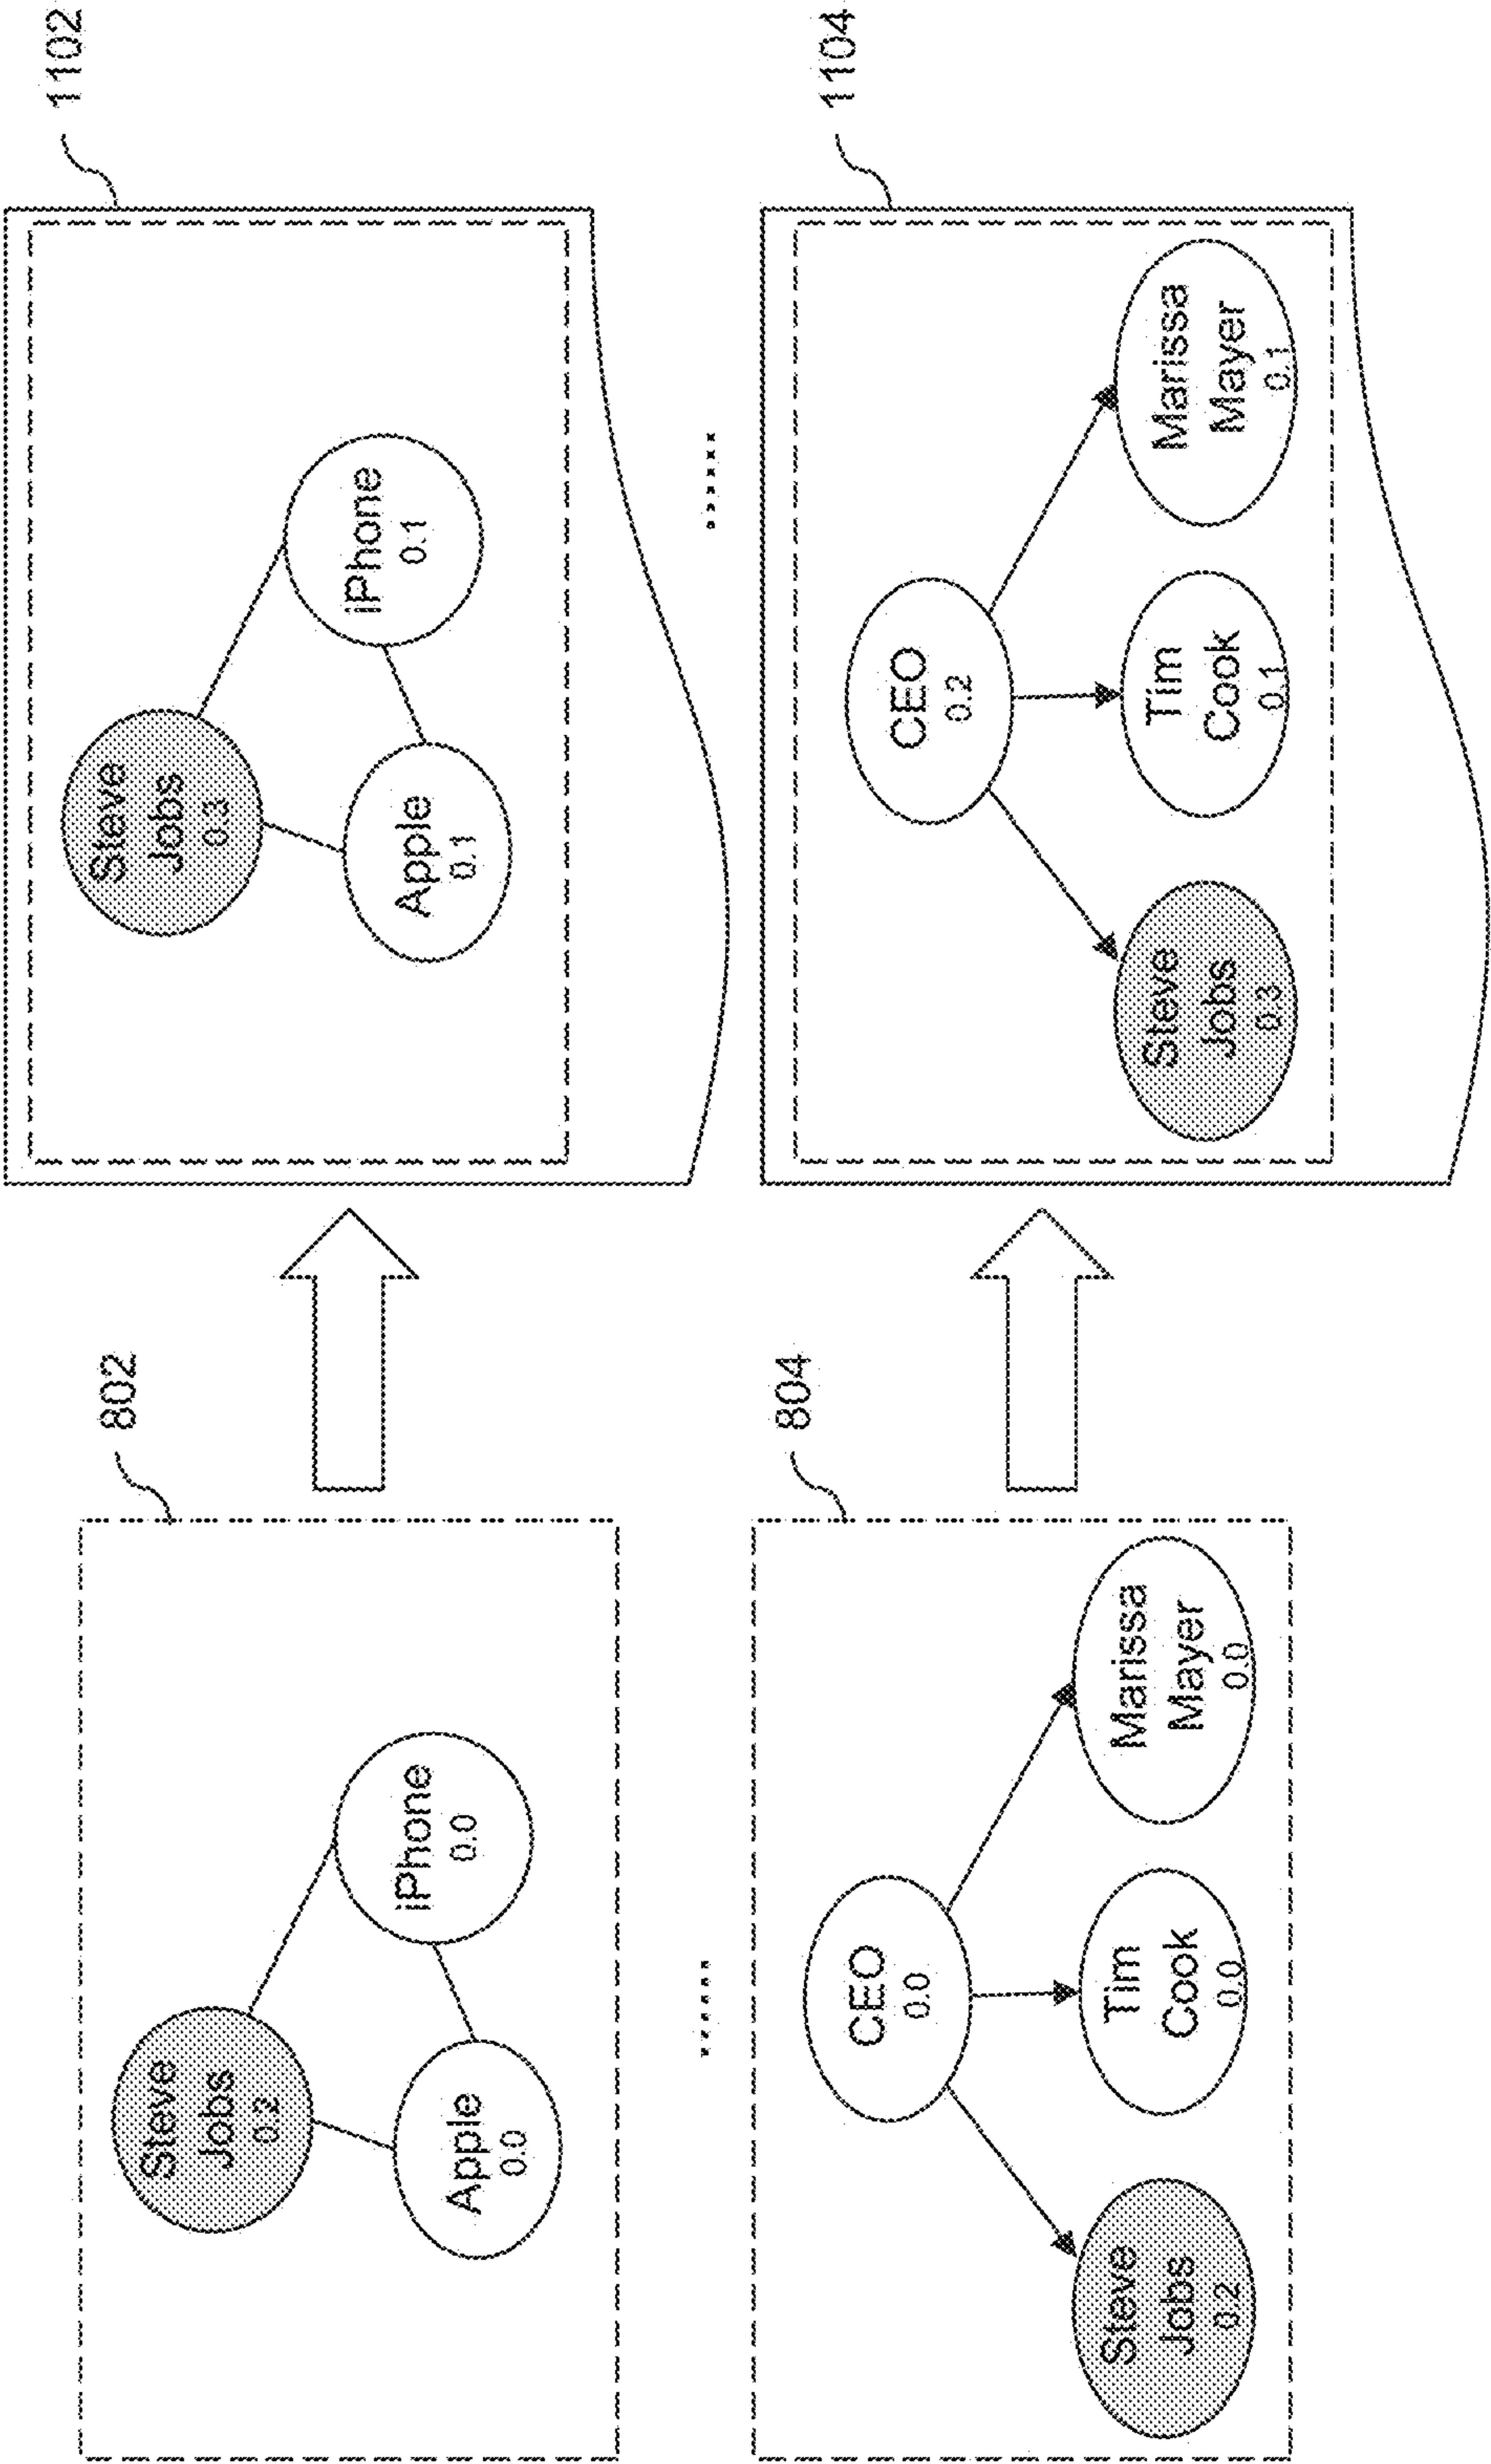 802
Steve
Jobs
0.2
iPhone
0.0
Apple
0.0
1102
Steve
Jobs
0.3
iPhone
0.1
Apple
0.1
......
......
804
CEO
0.0
Steve
Jobs
0.2
Tim
Cook
0.0
Marissa
Mayer
0.0
1104
CEO
0.2
Steve
Jobs
0.3
Tim
Cook
0.1
Marissa
Mayer
0.1